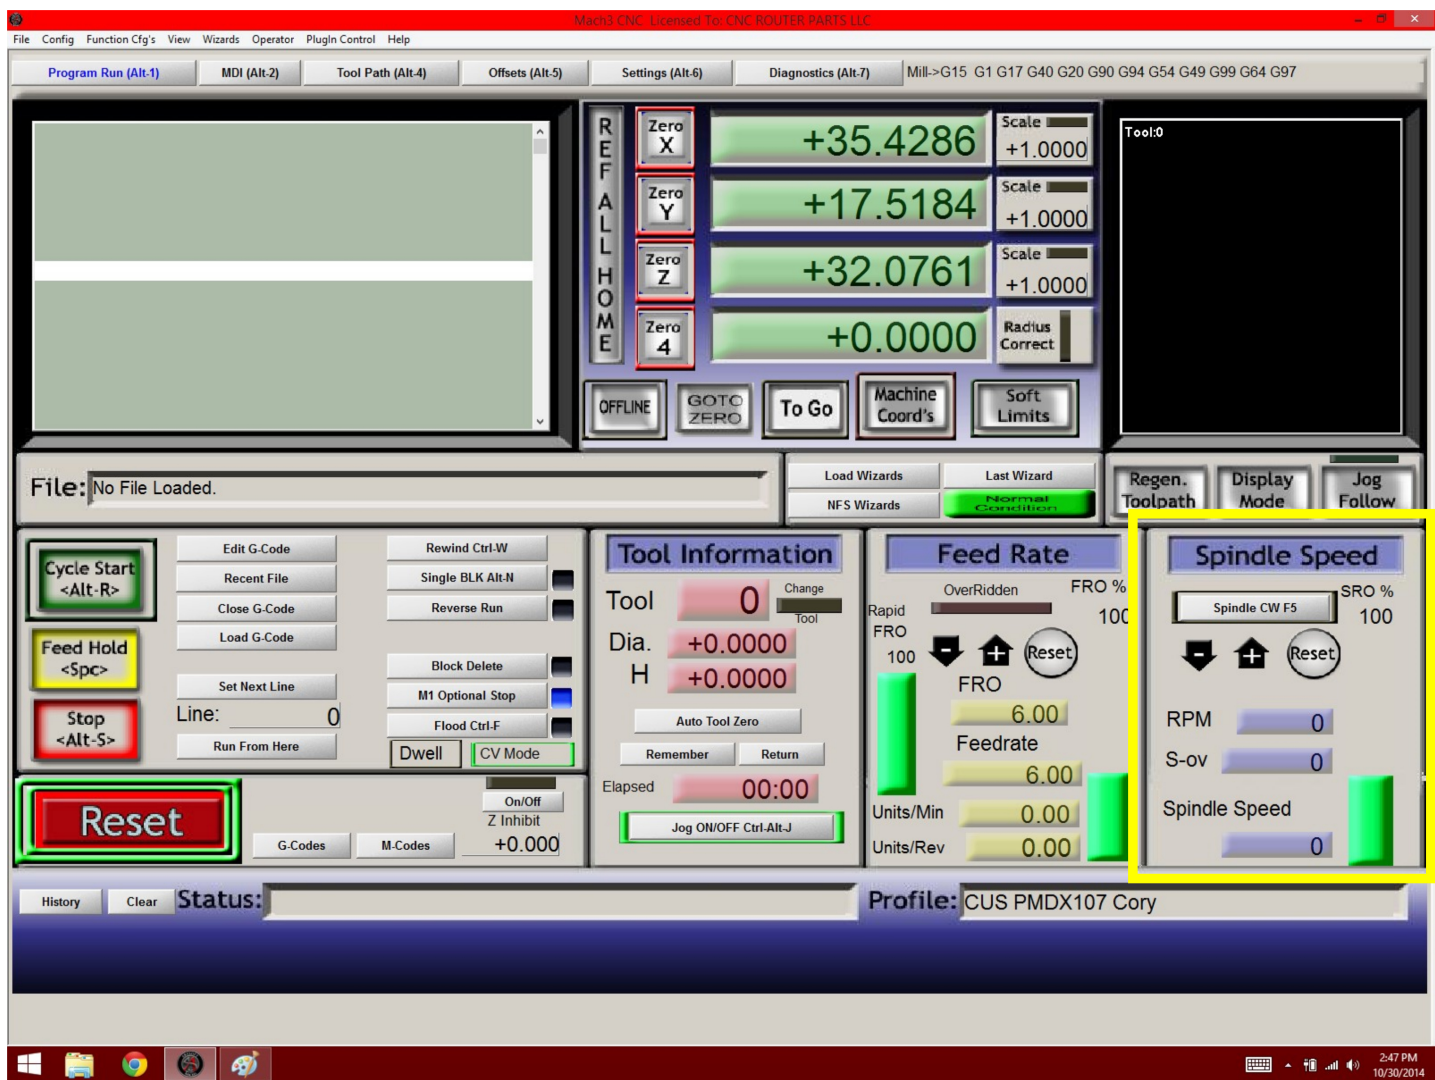 Mach3 CNC Licensed To: CNC ROUTER PARTS LLC
File Config Function Cfg's View Wizards Operator PlugIn Control Help
Program Run (Alt-1) MDI (Alt-2) Tool Path (Alt-4) Offsets (Alt-5) Settings (Alt-6) Diagnostics (Alt-7) Mill->G15 G1 G17 G40 G20 G90 G94 G54 G49 G99 G64 G97
REF ALL HOME
Zero X +35.4286 Scale +1.0000
Zero Y +17.5184 Scale +1.0000
Zero Z +32.0761 Scale +1.0000
Zero 4 +0.0000 Radius Correct
OFFLINE GOTO ZERO To Go Machine Coord's Soft Limits
Tool:0
File: No File Loaded.
Load Wizards Last Wizard
NFS Wizards Normal Condition
Regen. Toolpath Display Mode Jog Follow
Cycle Start <Alt-R>
Feed Hold <Spc>
Stop <Alt-S>
Edit G-Code
Recent File
Close G-Code
Load G-Code
Set Next Line
Line: 0
Run From Here
Rewind Ctrl-W
Single BLK Alt-N
Reverse Run
Block Delete
M1 Optional Stop
Flood Ctrl-F
Dwell CV Mode
Reset
G-Codes M-Codes
On/Off
Z Inhibit
+0.000
Tool Information
Tool 0 Change Tool
Dia. +0.0000
H +0.0000
Auto Tool Zero
Remember Return
Elapsed 00:00
Jog ON/OFF Ctrl-Alt-J
Feed Rate
OverRidden FRO %
100
Rapid FRO
100
Reset
FRO
6.00
Feedrate
6.00
Units/Min 0.00
Units/Rev 0.00
Spindle Speed
Spindle CW F5 SRO %
100
Reset
RPM 0
S-ov 0
Spindle Speed
0
History Clear Status:
Profile: CUS PMDX107 Cory
2:47 PM
10/30/2014